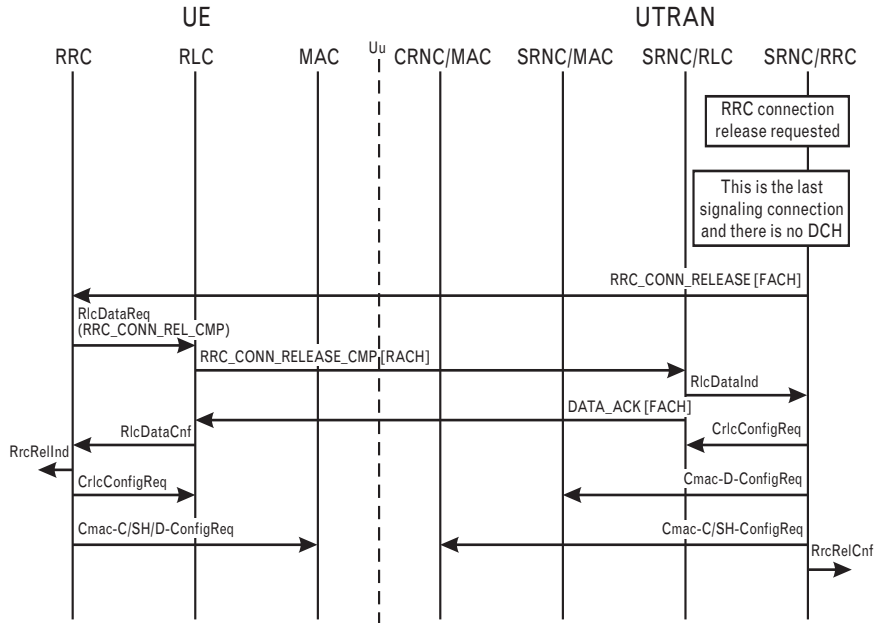 UE
UTRAN
RRC
RLC
MAC
Uu
CRNC/MAC
SRNC/MAC
SRNC/RLC
SRNC/RRC
RRC connection
release requested
This is the last
signaling connection
and there is no DCH
RRC_CONN_RELEASE [FACH]
RlcDataReq
(RRC_CONN_REL_CMP)
RRC_CONN_RELEASE_CMP [RACH]
RlcDataInd
DATA_ACK [FACH]
RlcDataCnf
CrlcConfigReq
RrcRelInd
CrlcConfigReq
Cmac-D-ConfigReq
Cmac-C/SH/D-ConfigReq
Cmac-C/SH-ConfigReq
RrcRelCnf